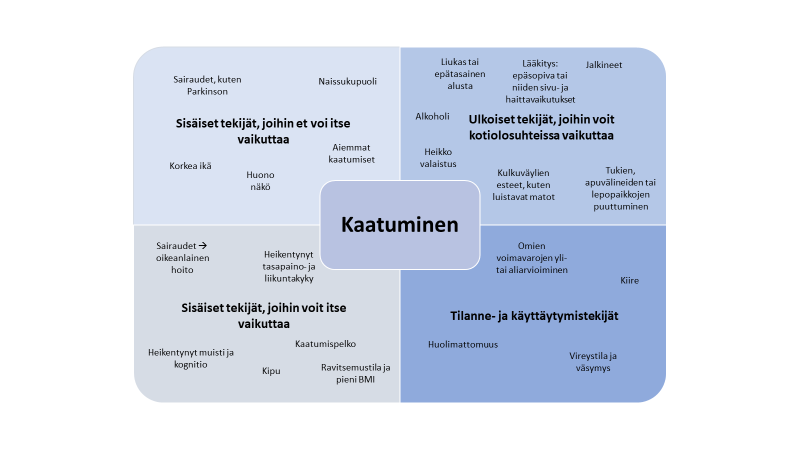 Sairaudet, kuten
Parkinson
Naissukupuoli
Sisäiset tekijät, joihin et voi itse
vaikuttaa
Aiemmat
kaatumiset
Korkea ikä
Huono
näkö
Liukas tai
epätasainen
alusta
Lääkitys:
epäsopiva tai
niiden sivu- ja
haittavaikutukset
Jalkineet
Alkoholi
Ulkoiset tekijät, joihin voit
kotiolosuhteissa vaikuttaa
Heikko
valaistus
Kulkuväylien
esteet, kuten
luistavat matot
Tukien,
apuvälineiden tai
lepopaikkojen
puuttuminen
Kaatuminen
Sairaudet →
oikeanlainen
hoito
Heikentynyt
tasapaino- ja
liikuntakyky
Sisäiset tekijät, joihin voit itse
vaikuttaa
Kaatumispelko
Heikentynyt muisti ja
kognitio
Kipu
Ravitsemustila ja
pieni BMI
Omien
voimavarojen yli-
tai aliarvioiminen
Kiire
Tilanne- ja käyttäytymistekijät
Huolimattomuus
Vireystila ja
väsymys